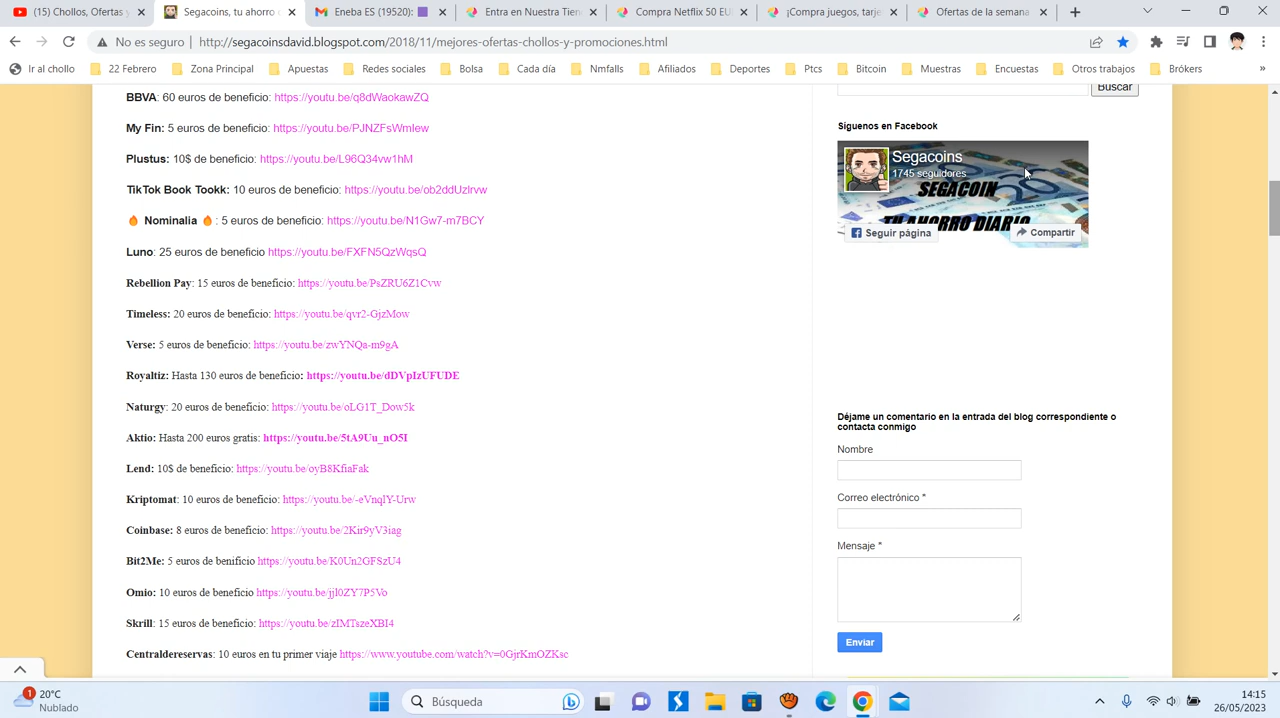 (15) Chollos, Ofertas y
Segacoins, tu ahorro
Eneba ES (19520):
Entra en Nuestra Tien
Compra Netflix 50 EU
¡Compra juegos, tarje
Ofertas de la semana
No es seguro
http://segacoinsdavid.blogspot.com/2018/11/mejores-ofertas-chollos-y-promociones.html
Ir al chollo
22 Febrero
Zona Principal
Apuestas
Redes sociales
Bolsa
Cada día
Nmfalls
Afiliados
Deportes
Ptcs
Bitcoin
Muestras
Encuestas
Otros trabajos
Brókers
»
BBVA: 60 euros de beneficio: https://youtu.be/q8dWaokawZQ
My Fin: 5 euros de beneficio: https://youtu.be/PJNZFsWmIew
Plustus: 10$ de beneficio: https://youtu.be/L96Q34vw1hM
TikTok Book Tookk: 10 euros de beneficio: https://youtu.be/ob2ddUzIrvw
🔥 Nominalia 🔥 : 5 euros de beneficio: https://youtu.be/N1Gw7-m7BCY
Luno: 25 euros de beneficio https://youtu.be/FXFN5QzWqsQ
Rebellion Pay: 15 euros de beneficio: https://youtu.be/PsZRU6Z1Cvw
Timeless: 20 euros de beneficio: https://youtu.be/qvr2-GjzMow
Verse: 5 euros de beneficio: https://youtu.be/zwYNQa-m9gA
Royaltiz: Hasta 130 euros de beneficio: https://youtu.be/dDVpIzUFUDE
Naturgy: 20 euros de beneficio: https://youtu.be/oLG1T_Dow5k
Aktio: Hasta 200 euros gratis: https://youtu.be/5tA9Uu_nO5I
Lend: 10$ de beneficio: https://youtu.be/oyB8KfiaFak
Kriptomat: 10 euros de beneficio: https://youtu.be/-eVnqlY-Urw
Coinbase: 8 euros de beneficio: https://youtu.be/2Kir9yV3iag
Bit2Me: 5 euros de benificio https://youtu.be/K0Un2GFSzU4
Omio: 10 euros de beneficio https://youtu.be/jjl0ZY7P5Vo
Skrill: 15 euros de beneficio: https://youtu.be/zIMTszeXBI4
Centraldereservas: 10 euros en tu primer viaje https://www.youtube.com/watch?v=0GjrKmOZKsc
Buscar
Síguenos en Facebook
Segacoins
1745 seguidores
SEGACOIN
TU AHORRO DIARIO
Seguir página
Compartir
Déjame un comentario en la entrada del blog correspondiente o
contacta conmigo
Nombre
Correo electrónico *
Mensaje *
Enviar
1
20°C
Nublado
Búsqueda
14:15
26/05/2023